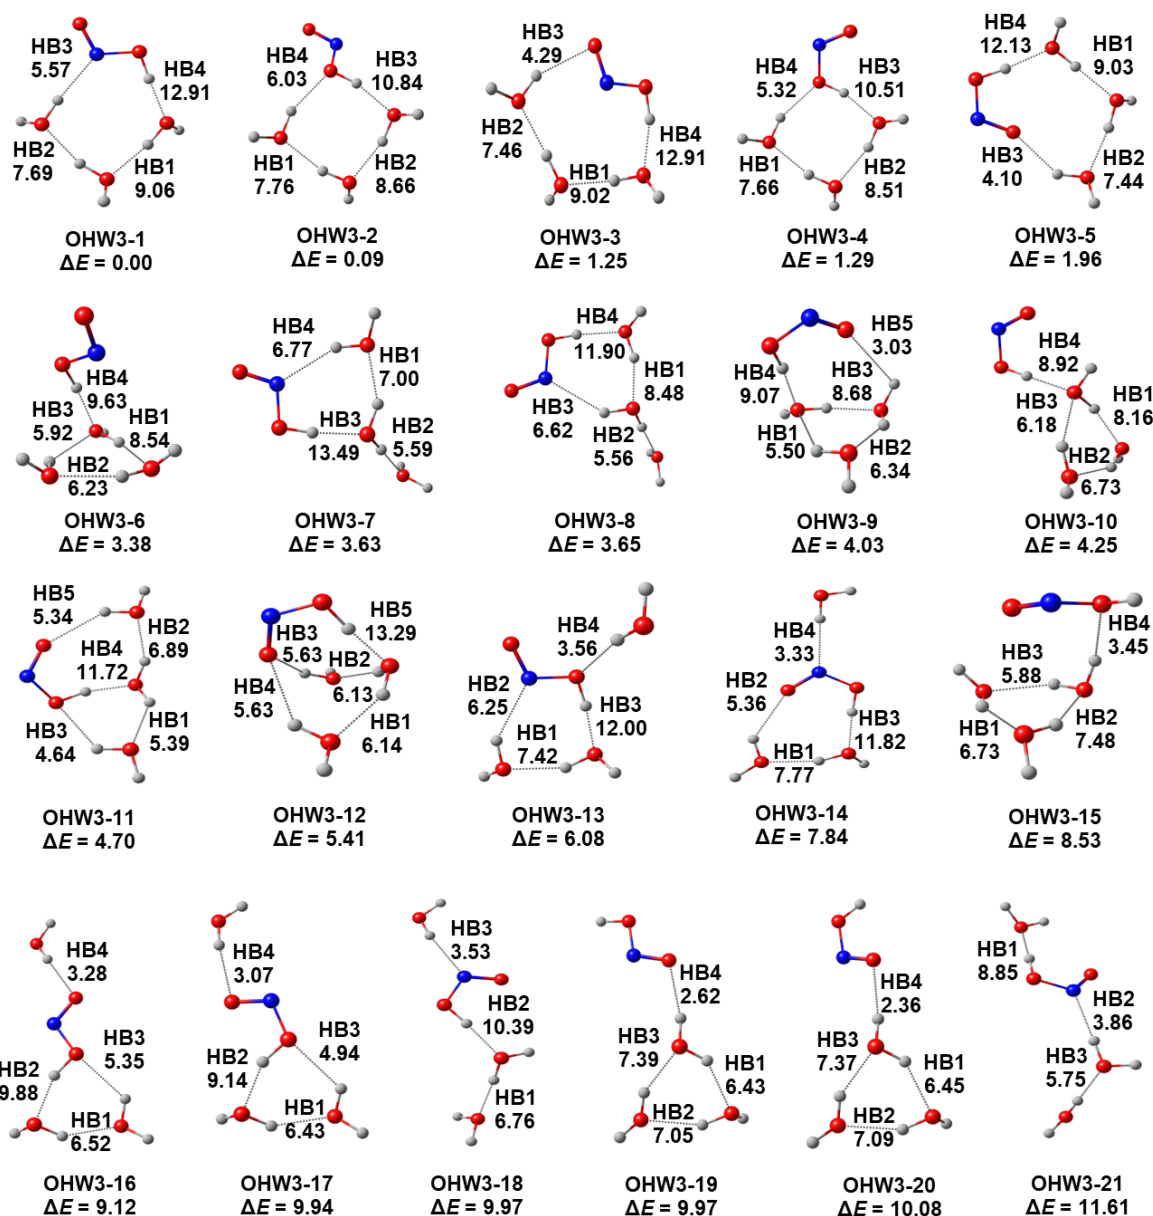 HB3
5.57
HB4
12.91
HB2
7.69
HB1
9.06
OHW3-1
ΔE = 0.00
HB4
6.03
HB3
10.84
HB1
7.76
HB2
8.66
OHW3-2
ΔE = 0.09
HB3
4.29
HB2
7.46
HB4
12.91
HB1
9.02
OHW3-3
ΔE = 1.25
HB4
5.32
HB3
10.51
HB1
7.66
HB2
8.51
OHW3-4
ΔE = 1.29
HB4
12.13
HB1
9.03
HB3
4.10
HB2
7.44
OHW3-5
ΔE = 1.96
HB4
9.63
HB3
5.92
HB1
8.54
HB2
6.23
OHW3-6
ΔE = 3.38
HB4
6.77
HB1
7.00
HB3
13.49
HB2
5.59
OHW3-7
ΔE = 3.63
HB4
11.90
HB1
8.48
HB3
6.62
HB2
5.56
OHW3-8
ΔE = 3.65
HB5
3.03
HB4
9.07
HB3
8.68
HB1
5.50
HB2
6.34
OHW3-9
ΔE = 4.03
HB4
8.92
HB3
6.18
HB1
8.16
HB2
6.73
OHW3-10
ΔE = 4.25
HB5
5.34
HB2
6.89
HB4
11.72
HB3
4.64
HB1
5.39
OHW3-11
ΔE = 4.70
HB5
13.29
HB3
5.63
HB2
6.13
HB4
5.63
HB1
6.14
OHW3-12
ΔE = 5.41
HB4
3.56
HB2
6.25
HB3
12.00
HB1
7.42
OHW3-13
ΔE = 6.08
HB4
3.33
HB2
5.36
HB3
11.82
HB1
7.77
OHW3-14
ΔE = 7.84
HB4
3.45
HB3
5.88
HB1
6.73
HB2
7.48
OHW3-15
ΔE = 8.53
HB4
3.28
HB3
5.35
HB2
9.88
HB1
6.52
OHW3-16
ΔE = 9.12
HB4
3.07
HB3
4.94
HB2
9.14
HB1
6.43
OHW3-17
ΔE = 9.94
HB3
3.53
HB2
10.39
HB1
6.76
OHW3-18
ΔE = 9.97
HB4
2.62
HB3
7.39
HB1
6.43
HB2
7.05
OHW3-19
ΔE = 9.97
HB4
2.36
HB3
7.37
HB1
6.45
HB2
7.09
OHW3-20
ΔE = 10.08
HB1
8.85
HB2
3.86
HB3
5.75
OHW3-21
ΔE = 11.61